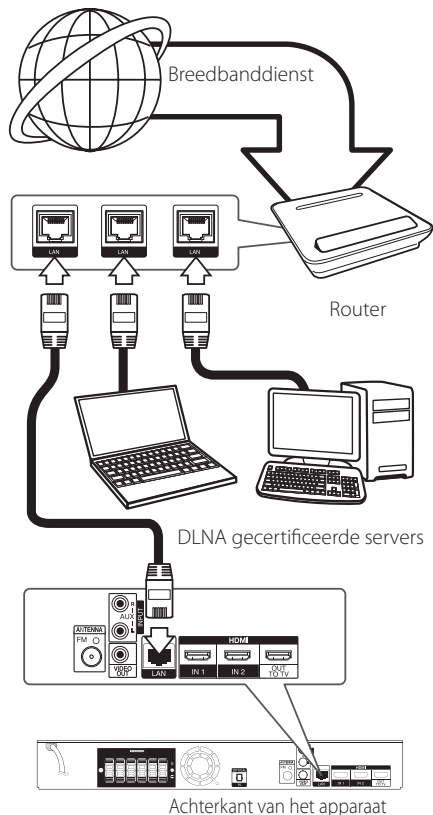 Breedbanddienst
LAN
LAN
LAN
Router
DLNA gecertificeerde servers
ANTENNA
FM
R
AUX
L
INPUT
VIDEO
OUT
LAN
HDMI
IN 1
IN 2
OUT
TO TV
Achterkant van het apparaat